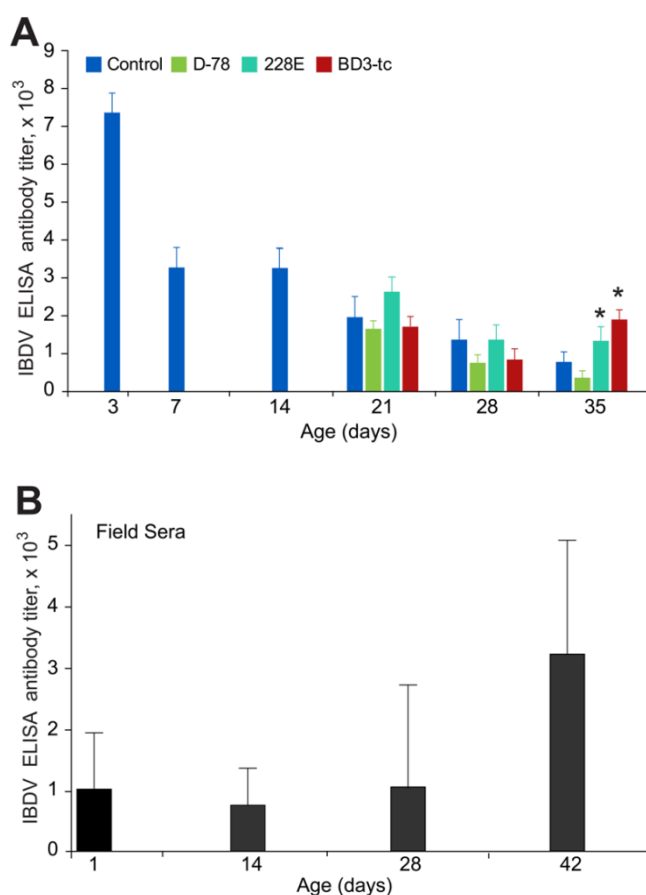 A
IBDV ELISA antibody titer, x 10³
9
8
7
6
5
4
3
2
1
0
Control D-78 228E BD3-tc
* *
3 7 14 21 28 35
Age (days)
B
IBDV ELISA antibody titer, x 10³
Field Sera
5
4
3
2
1
0
1 14 28 42
Age (days)